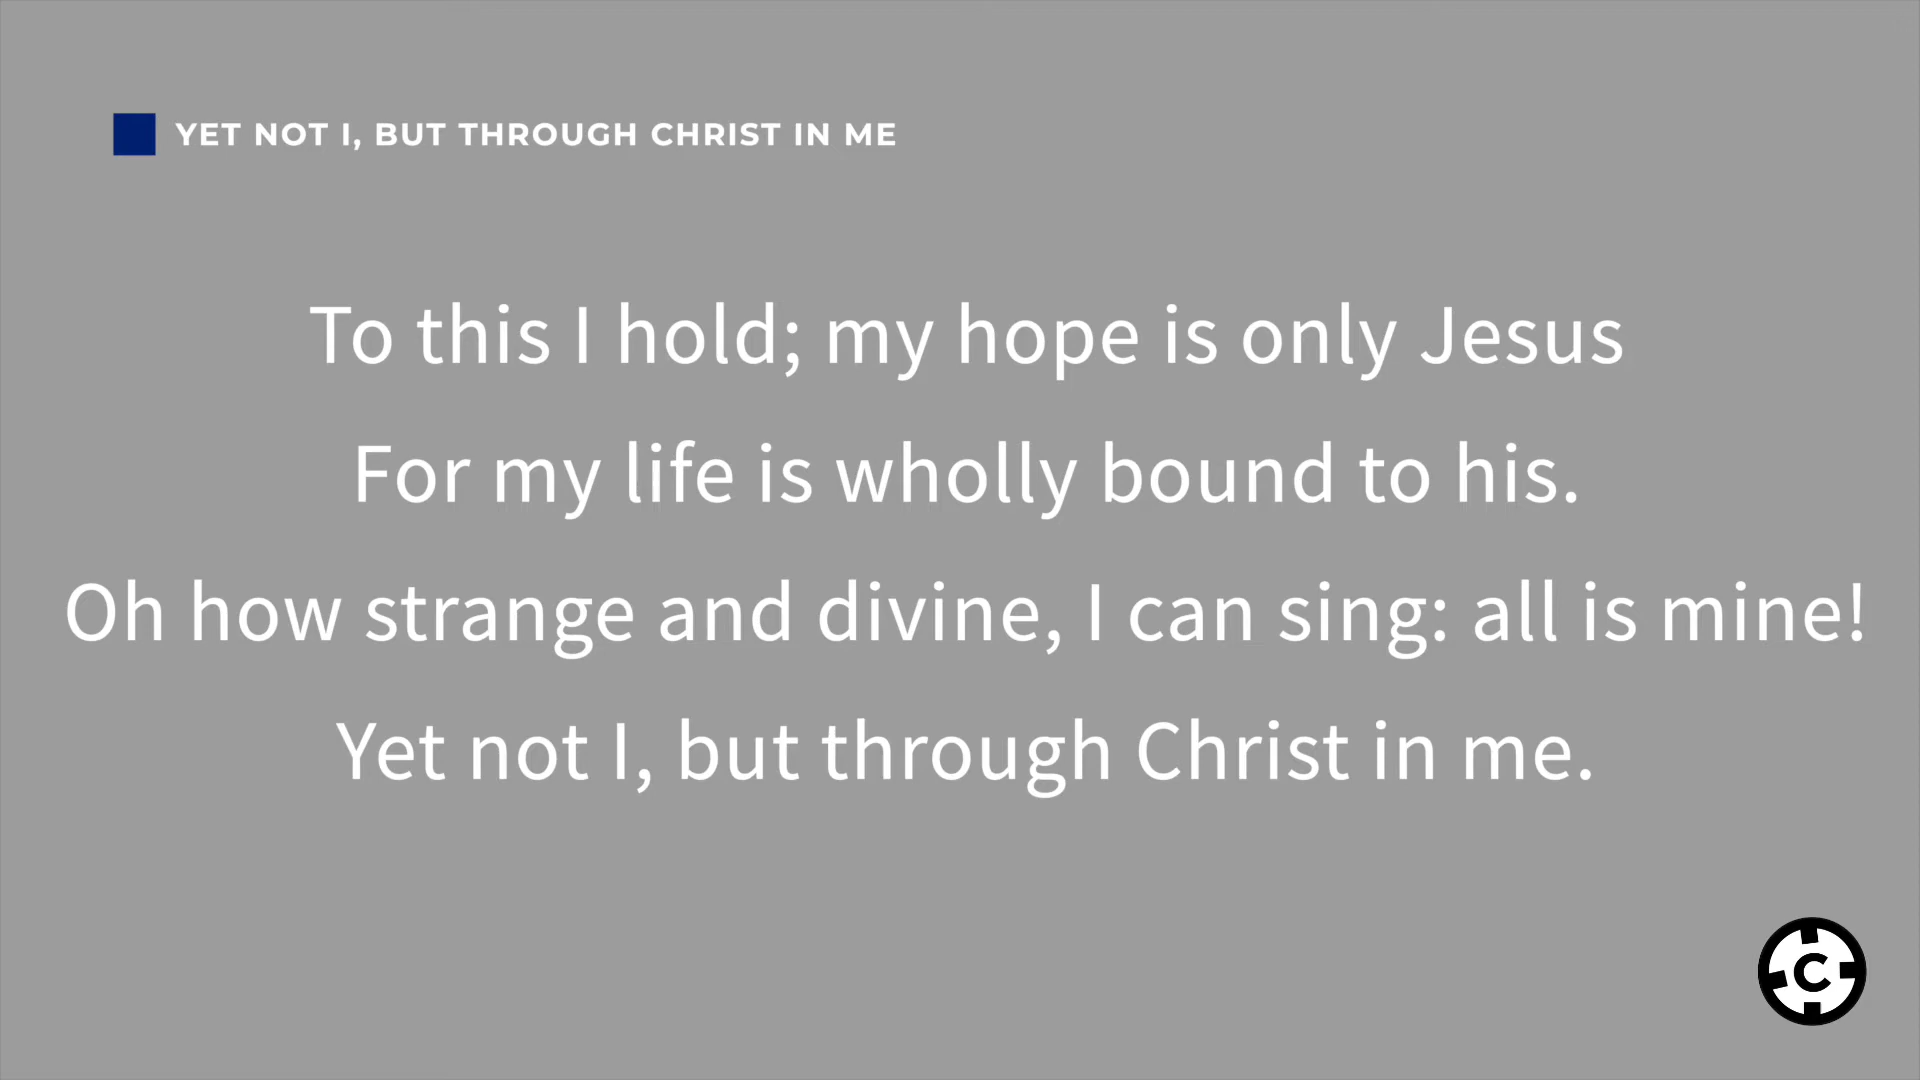 YET NOT I, BUT THROUGH CHRIST IN ME
To this I hold; my hope is only Jesus
For my life is wholly bound to his.
Oh how strange and divine, I can sing: all is mine!
Yet not I, but through Christ in me.
C